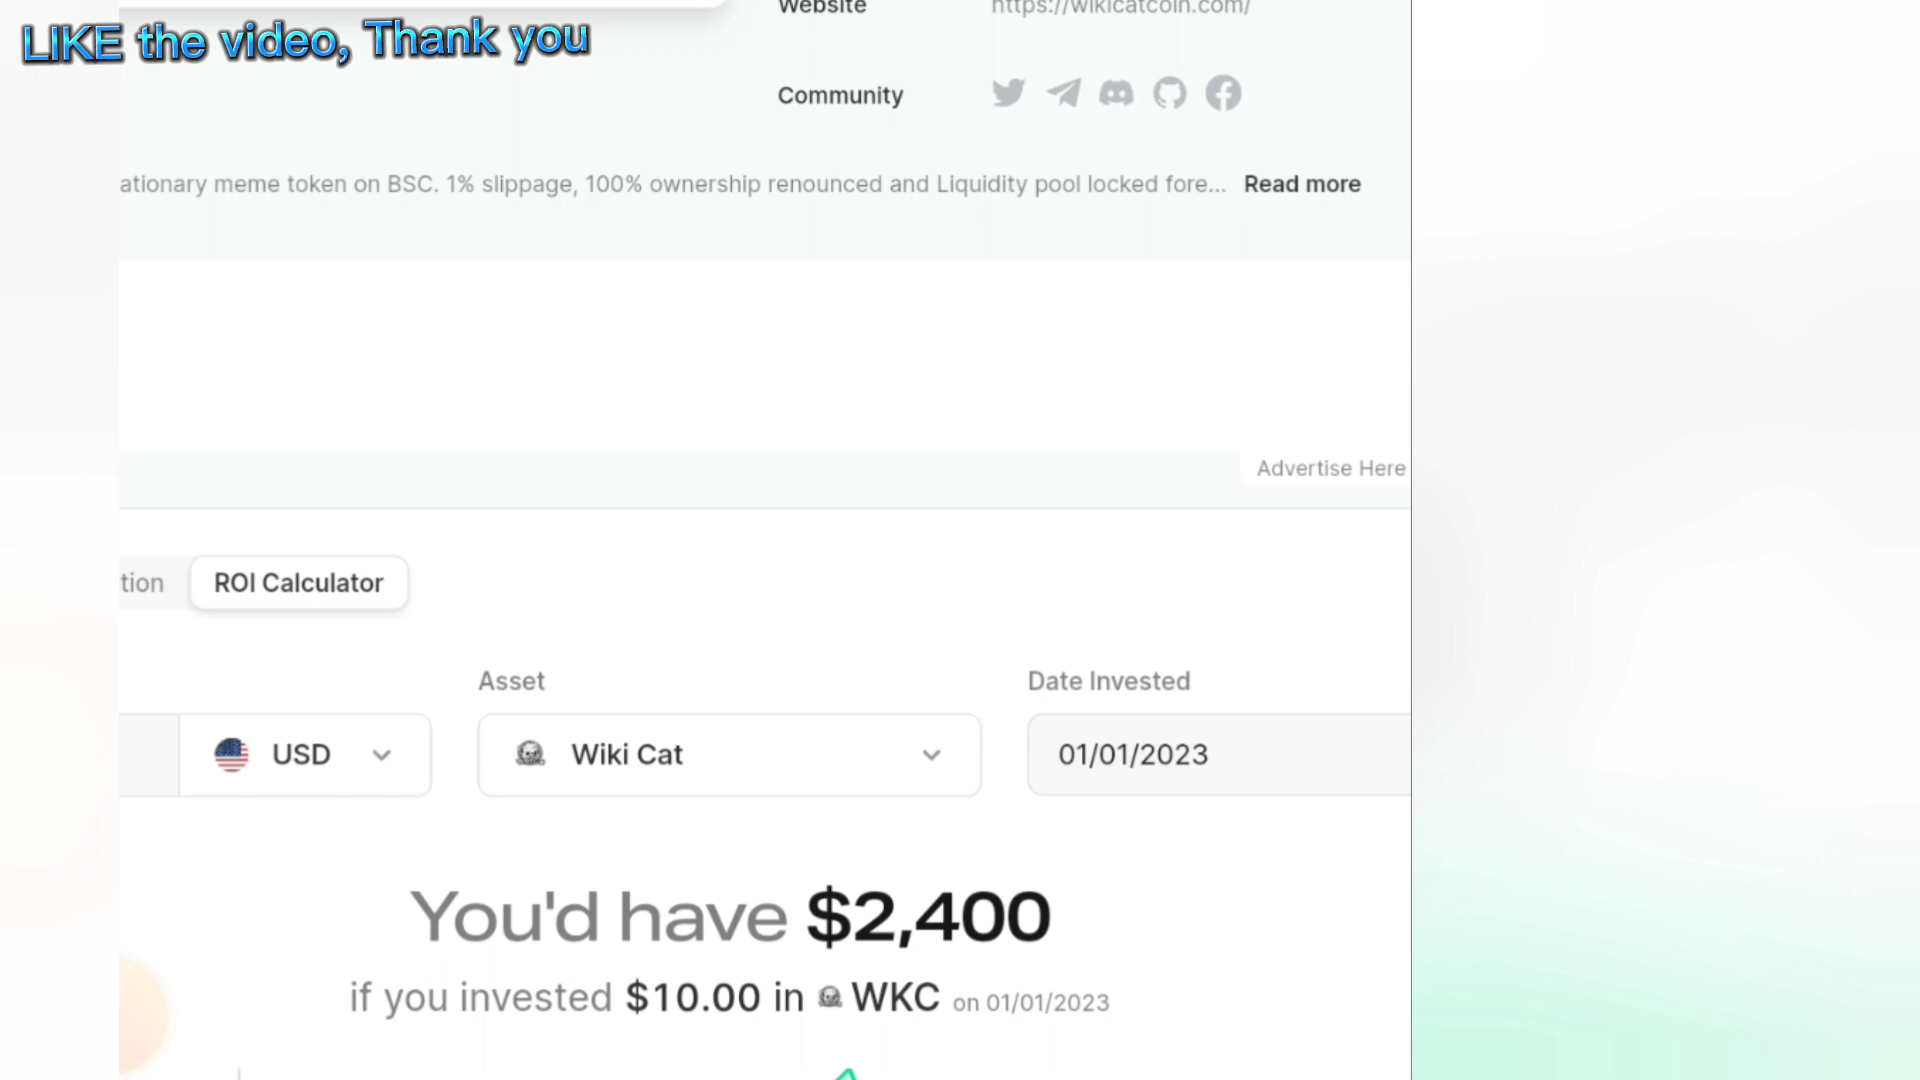 LIKE the video, Thank you
Website https://wikicatcoin.com/
Community
ationary meme token on BSC. 1% slippage, 100% ownership renounced and Liquidity pool locked fore... Read more
Advertise Here
tion ROI Calculator
Asset Date Invested
USD Wiki Cat 01/01/2023
You'd have $2,400
if you invested $10.00 in WKC on 01/01/2023